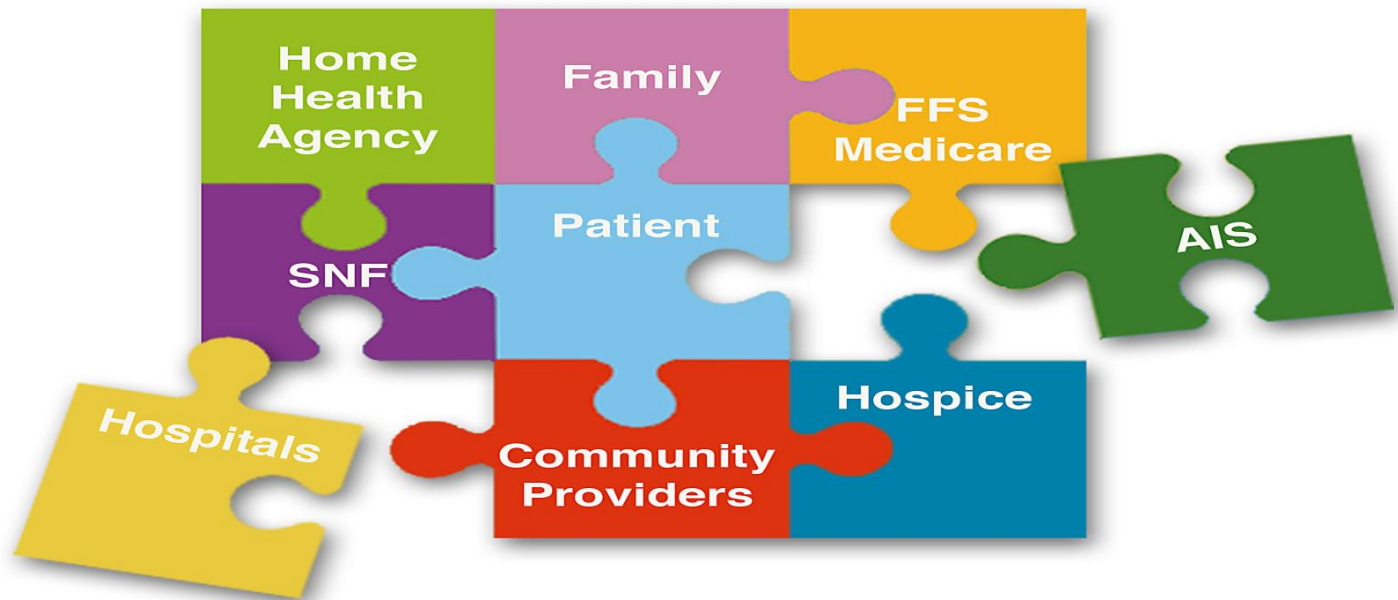 Home
Health
Agency
Family
FFS
Medicare
SNF
Patient
AIS
Hospitals
Community
Providers
Hospice